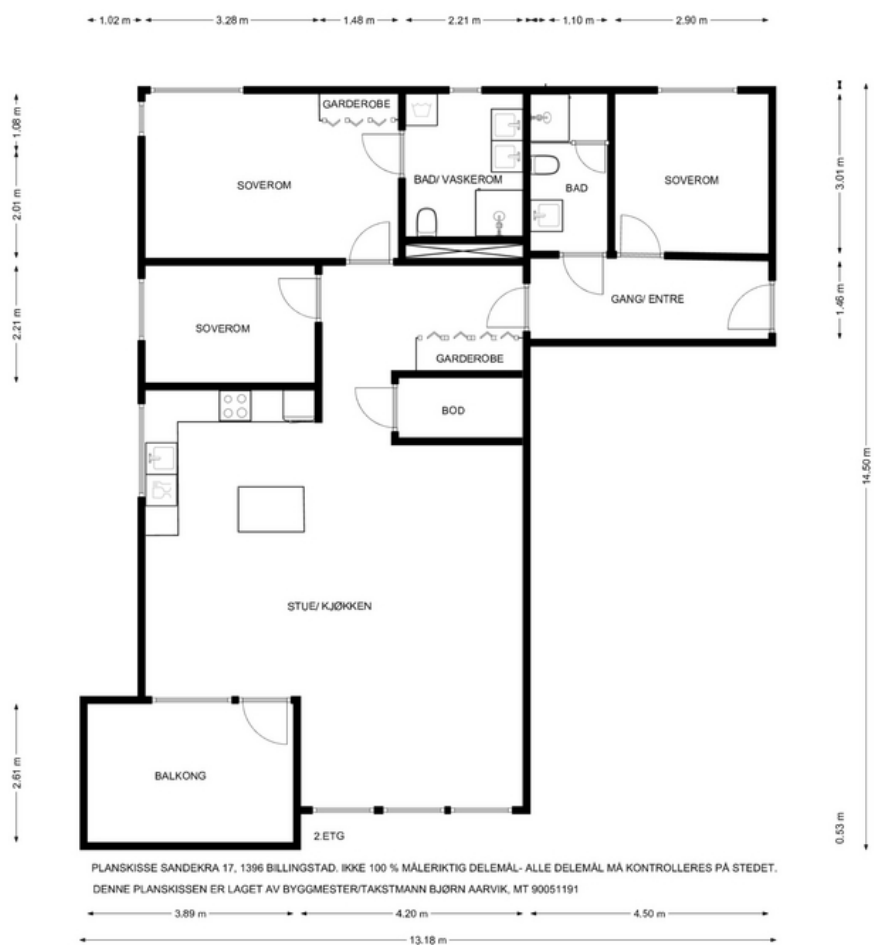 1.02 m 3.28 m 1.48 m 2.21 m 1.10 m 2.90 m
GARDEROBE
1.08 m
SOVEROM
BAD/ VASKEROM
BAD
SOVEROM
3.01 m
2.01 m
2.21 m
SOVEROM
GANG/ ENTRE
1.46 m
GARDEROBE
BOD
14.50 m
STUE/ KJØKKEN
2.61 m
BALKONG
0.53 m
2.ETG
PLANSKISSE SANDEKRA 17, 1396 BILLINGSTAD. IKKE 100 % MÅLERIKTIG DELEMÅL- ALLE DELEMÅL MÅ KONTROLLERES PÅ STEDET.
DENNE PLANSKISSEN ER LAGET AV BYGGMESTER/TAKSTMANN BJØRN AARVIK, MT 90051191
3.89 m 4.20 m 4.50 m
13.18 m